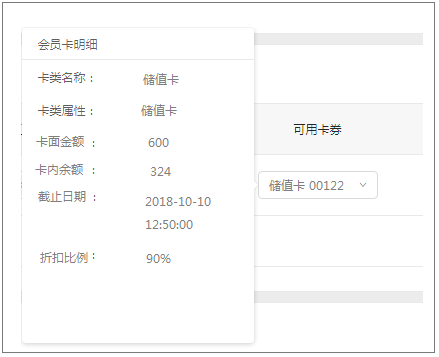 会员卡明细
卡类名称： 储值卡
卡类属性： 储值卡
卡面金额 ： 600
卡内余额 ： 324
截止日期 ： 2018-10-10
12:50:00
折扣比例： 90%
可用卡券
储值卡 00122